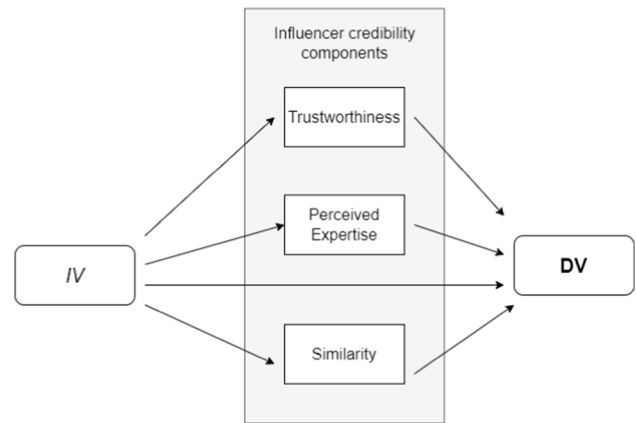 Influencer credibility
components
Trustworthiness
Perceived
Expertise
IV
DV
Similarity